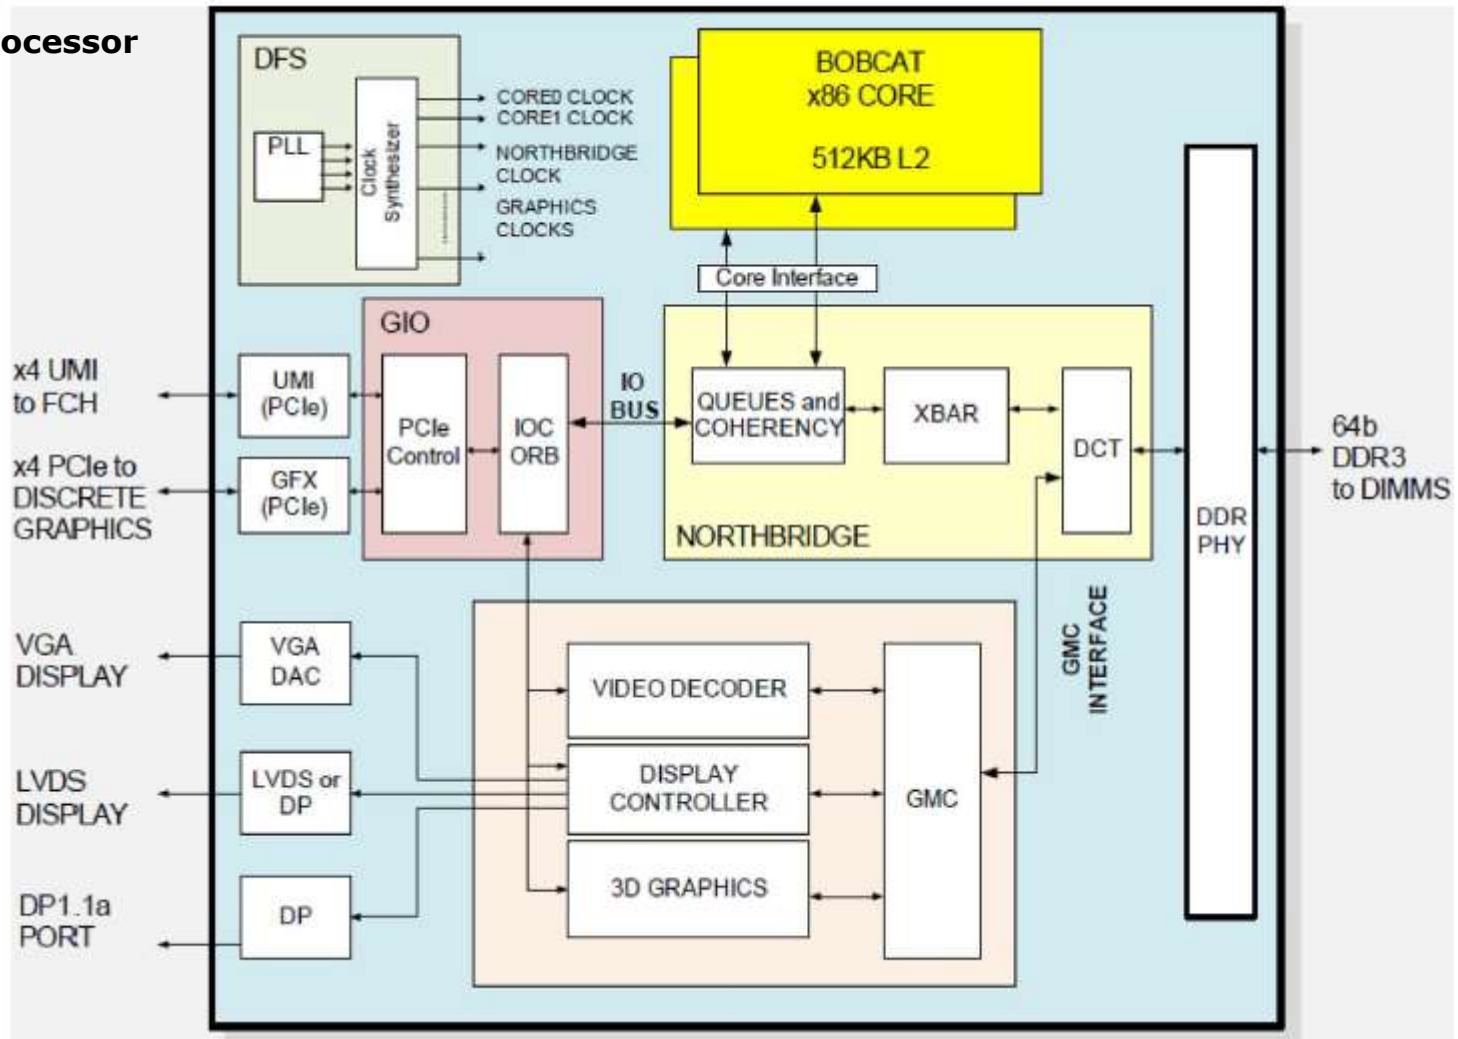 ocessor
DFS
PLL
Clock
Synthesizer
CORE0 CLOCK
CORE1 CLOCK
NORTHBRIDGE
CLOCK
GRAPHICS
CLOCKS
BOBCAT
x86 CORE
512KB L2
Core Interface
GIO
x4 UMI
to FCH
UMI
(PCIe)
x4 PCIe to
DISCRETE
GRAPHICS
GFX
(PCIe)
PCIe
Control
IOC
ORB
IO
BUS
QUEUES and
COHERENCY
XBAR
DCT
NORTHBRIDGE
DDR
PHY
64b
DDR3
to DIMMS
GMC
INTERFACE
VGA
DISPLAY
VGA
DAC
VIDEO DECODER
LVDS
DISPLAY
LVDS or
DP
DISPLAY
CONTROLLER
GMC
DP1.1a
PORT
DP
3D GRAPHICS